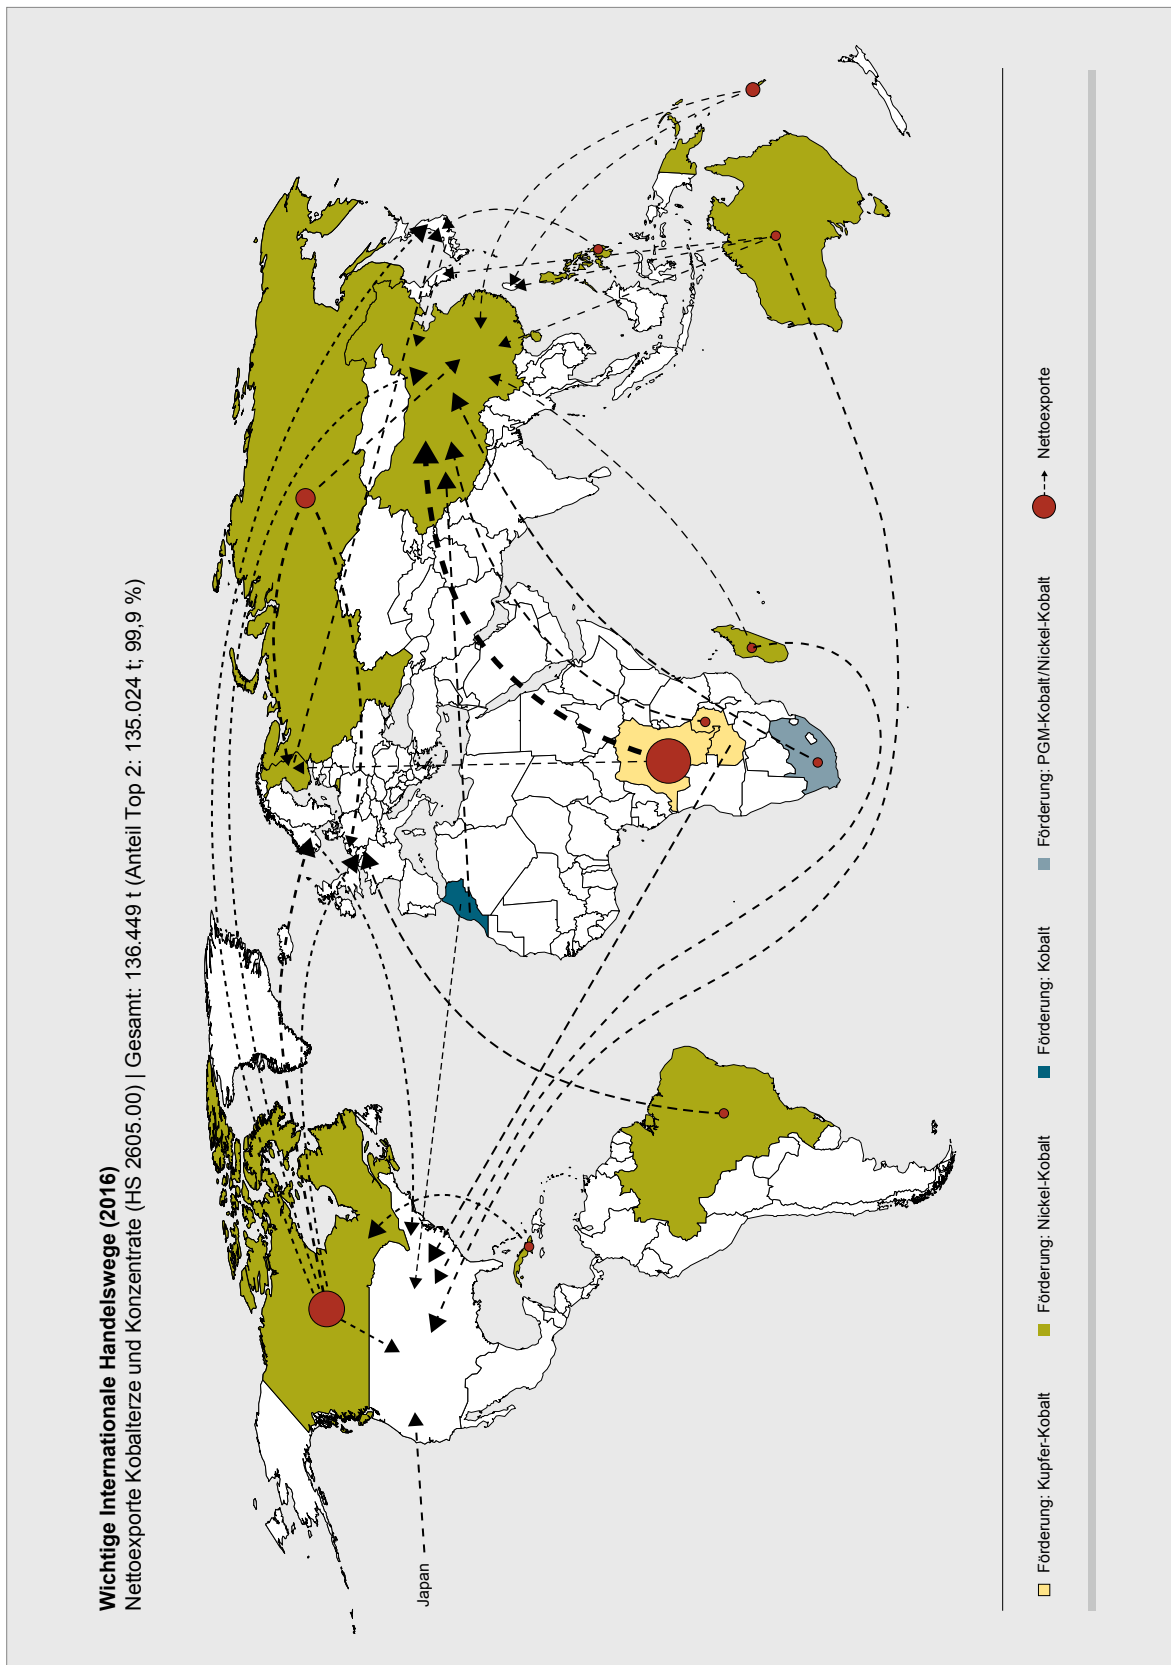 Wichtige Internationale Handelswege (2016)
Nettoexporte Kobalterze und Konzentrate (HS 2605.00) | Gesamt: 136.449 t (Anteil Top 2: 135.024 t; 99,9 %)
Japan
Förderung: Kupfer-Kobalt
Förderung: Nickel-Kobalt
Förderung: Kobalt
Förderung: PGM-Kobalt/Nickel-Kobalt
Nettoexporte